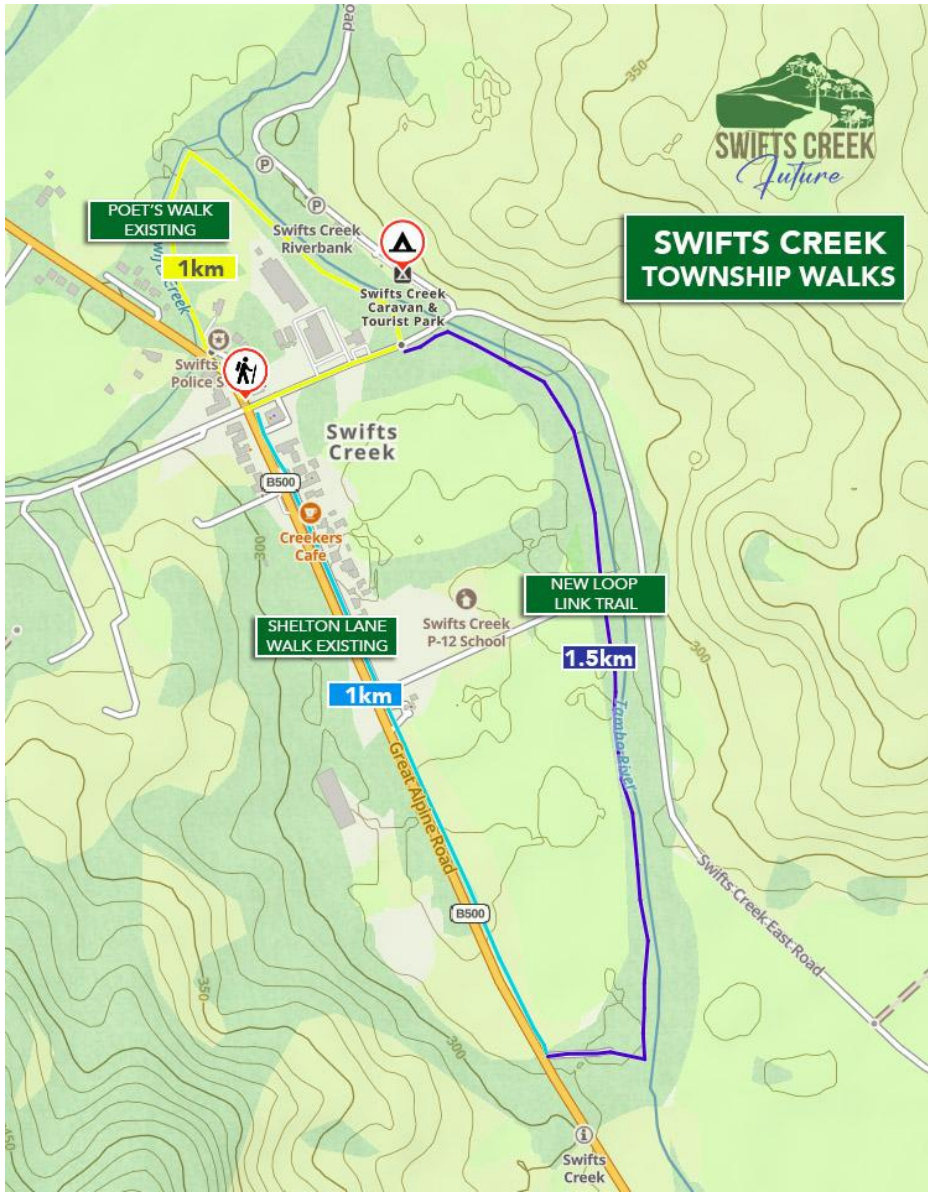 Road
350
SWIFTS CREEK
Future
SWIFTS CREEK
TOWNSHIP WALKS
POET'S WALK
EXISTING
P
P
Swifts Creek
Riverbank
1km
Creek
Swifts Creek
Caravan &
Tourist Park
Swifts
Police S
Swifts
Creek
B500
Creekers
Cafe
300
NEW LOOP
LINK TRAIL
Swifts Creek
P-12 School
SHELTON LANE
WALK EXISTING
1.5km
300
1km
Tambo River
Great Alpine Road
B500
Swifts Creek East Road
350
300
i
Swifts
Creek
450